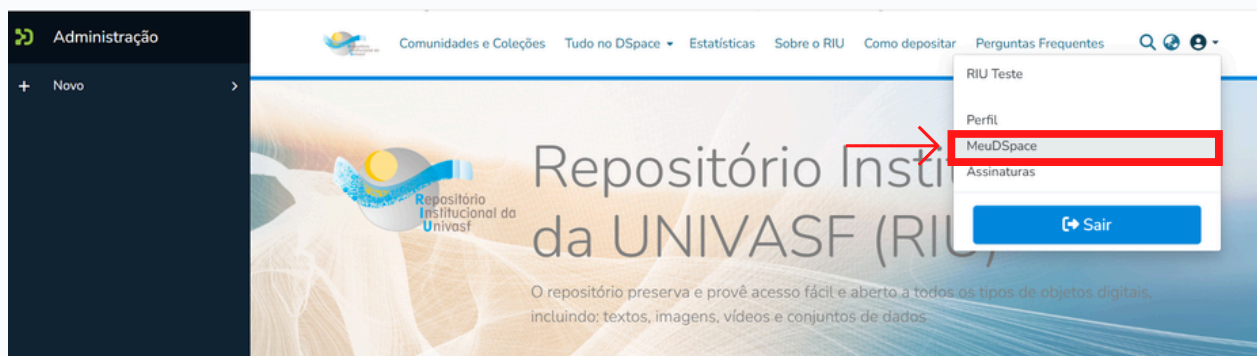 Administração
Novo
Comunidades e Coleções Tudo no DSpace Estatísticas Sobre o RIU Como depositar Perguntas Frequentes
RIU Teste
Perfil
MeuDSpace
Assinaturas
Sair
Repositório
Institucional da
Univasf
Repositório Insti
da UNIVASF (RIU)
O repositório preserva e provê acesso fácil e aberto a todos os tipos de objetos digitais,
incluindo: textos, imagens, vídeos e conjuntos de dados